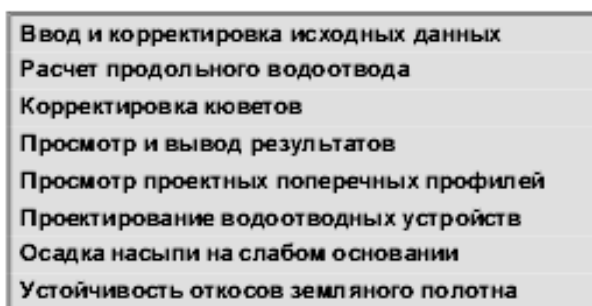 Ввод и корректировка исходных данных
Расчет продольного водоотвода
Корректировка кюветов
Просмотр и вывод результатов
Просмотр проектных поперечных профилей
Проектирование водоотводных устройств
Осадка насыпи на слабом основании
Устойчивость откосов земляного полотна